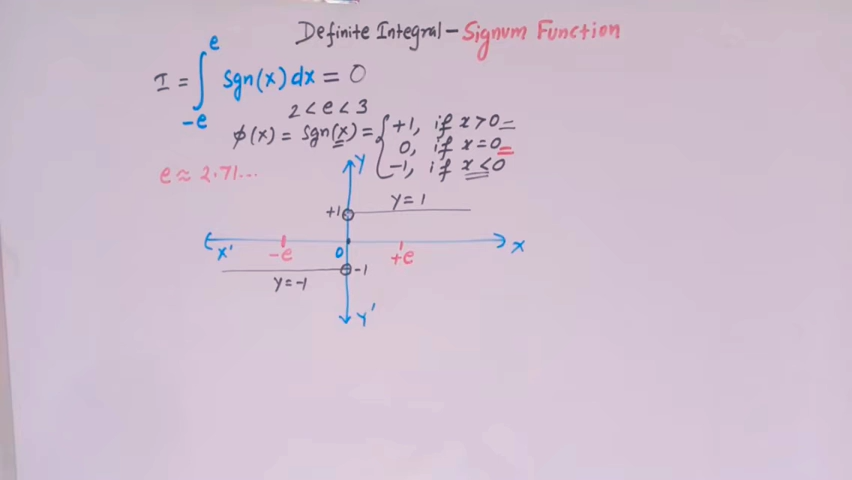 Definite Integral - Signum Function
I = ∫_{-e}^{e} sgn(x) dx = 0
2 < e < 3
φ(x) = sgn(x) = { +1, if x > 0
0, if x = 0
-1, if x < 0
e ≈ 2.71...
Y
+1 y = 1
X' -e 0 +e X
y = -1 -1
Y'